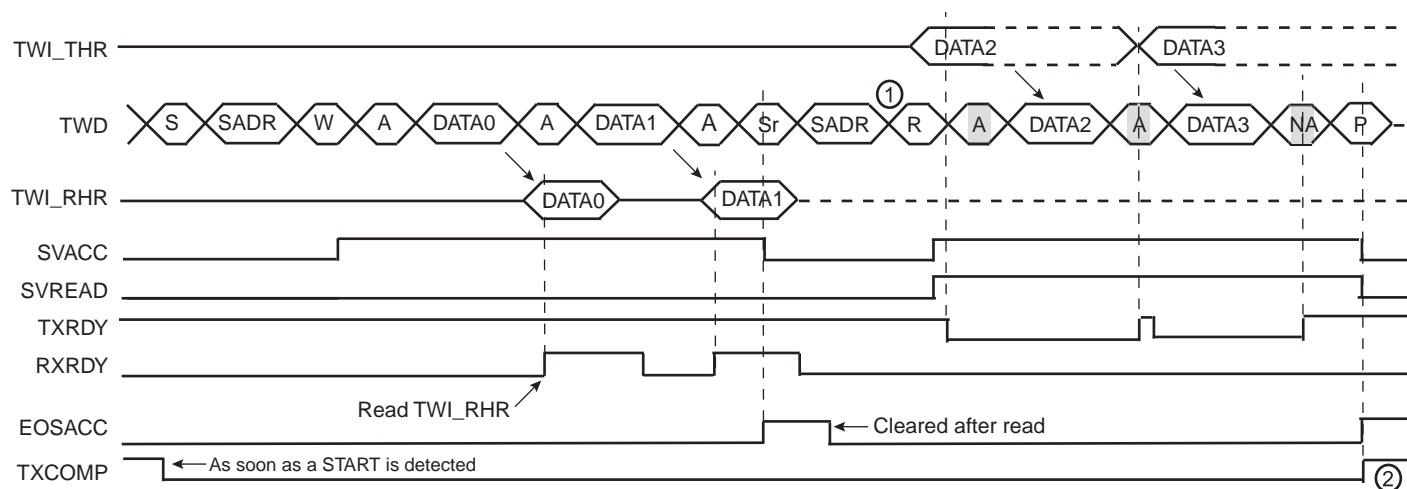 TWI_THR DATA2 DATA3
①
TWD S SADR W A DATA0 A DATA1 A Sr SADR R A DATA2 A DATA3 NA P
TWI_RHR DATA0 DATA1
SVACC
SVREAD
TXRDY
RXRDY
Read TWI_RHR
EOSACC Cleared after read
TXCOMP As soon as a START is detected ②